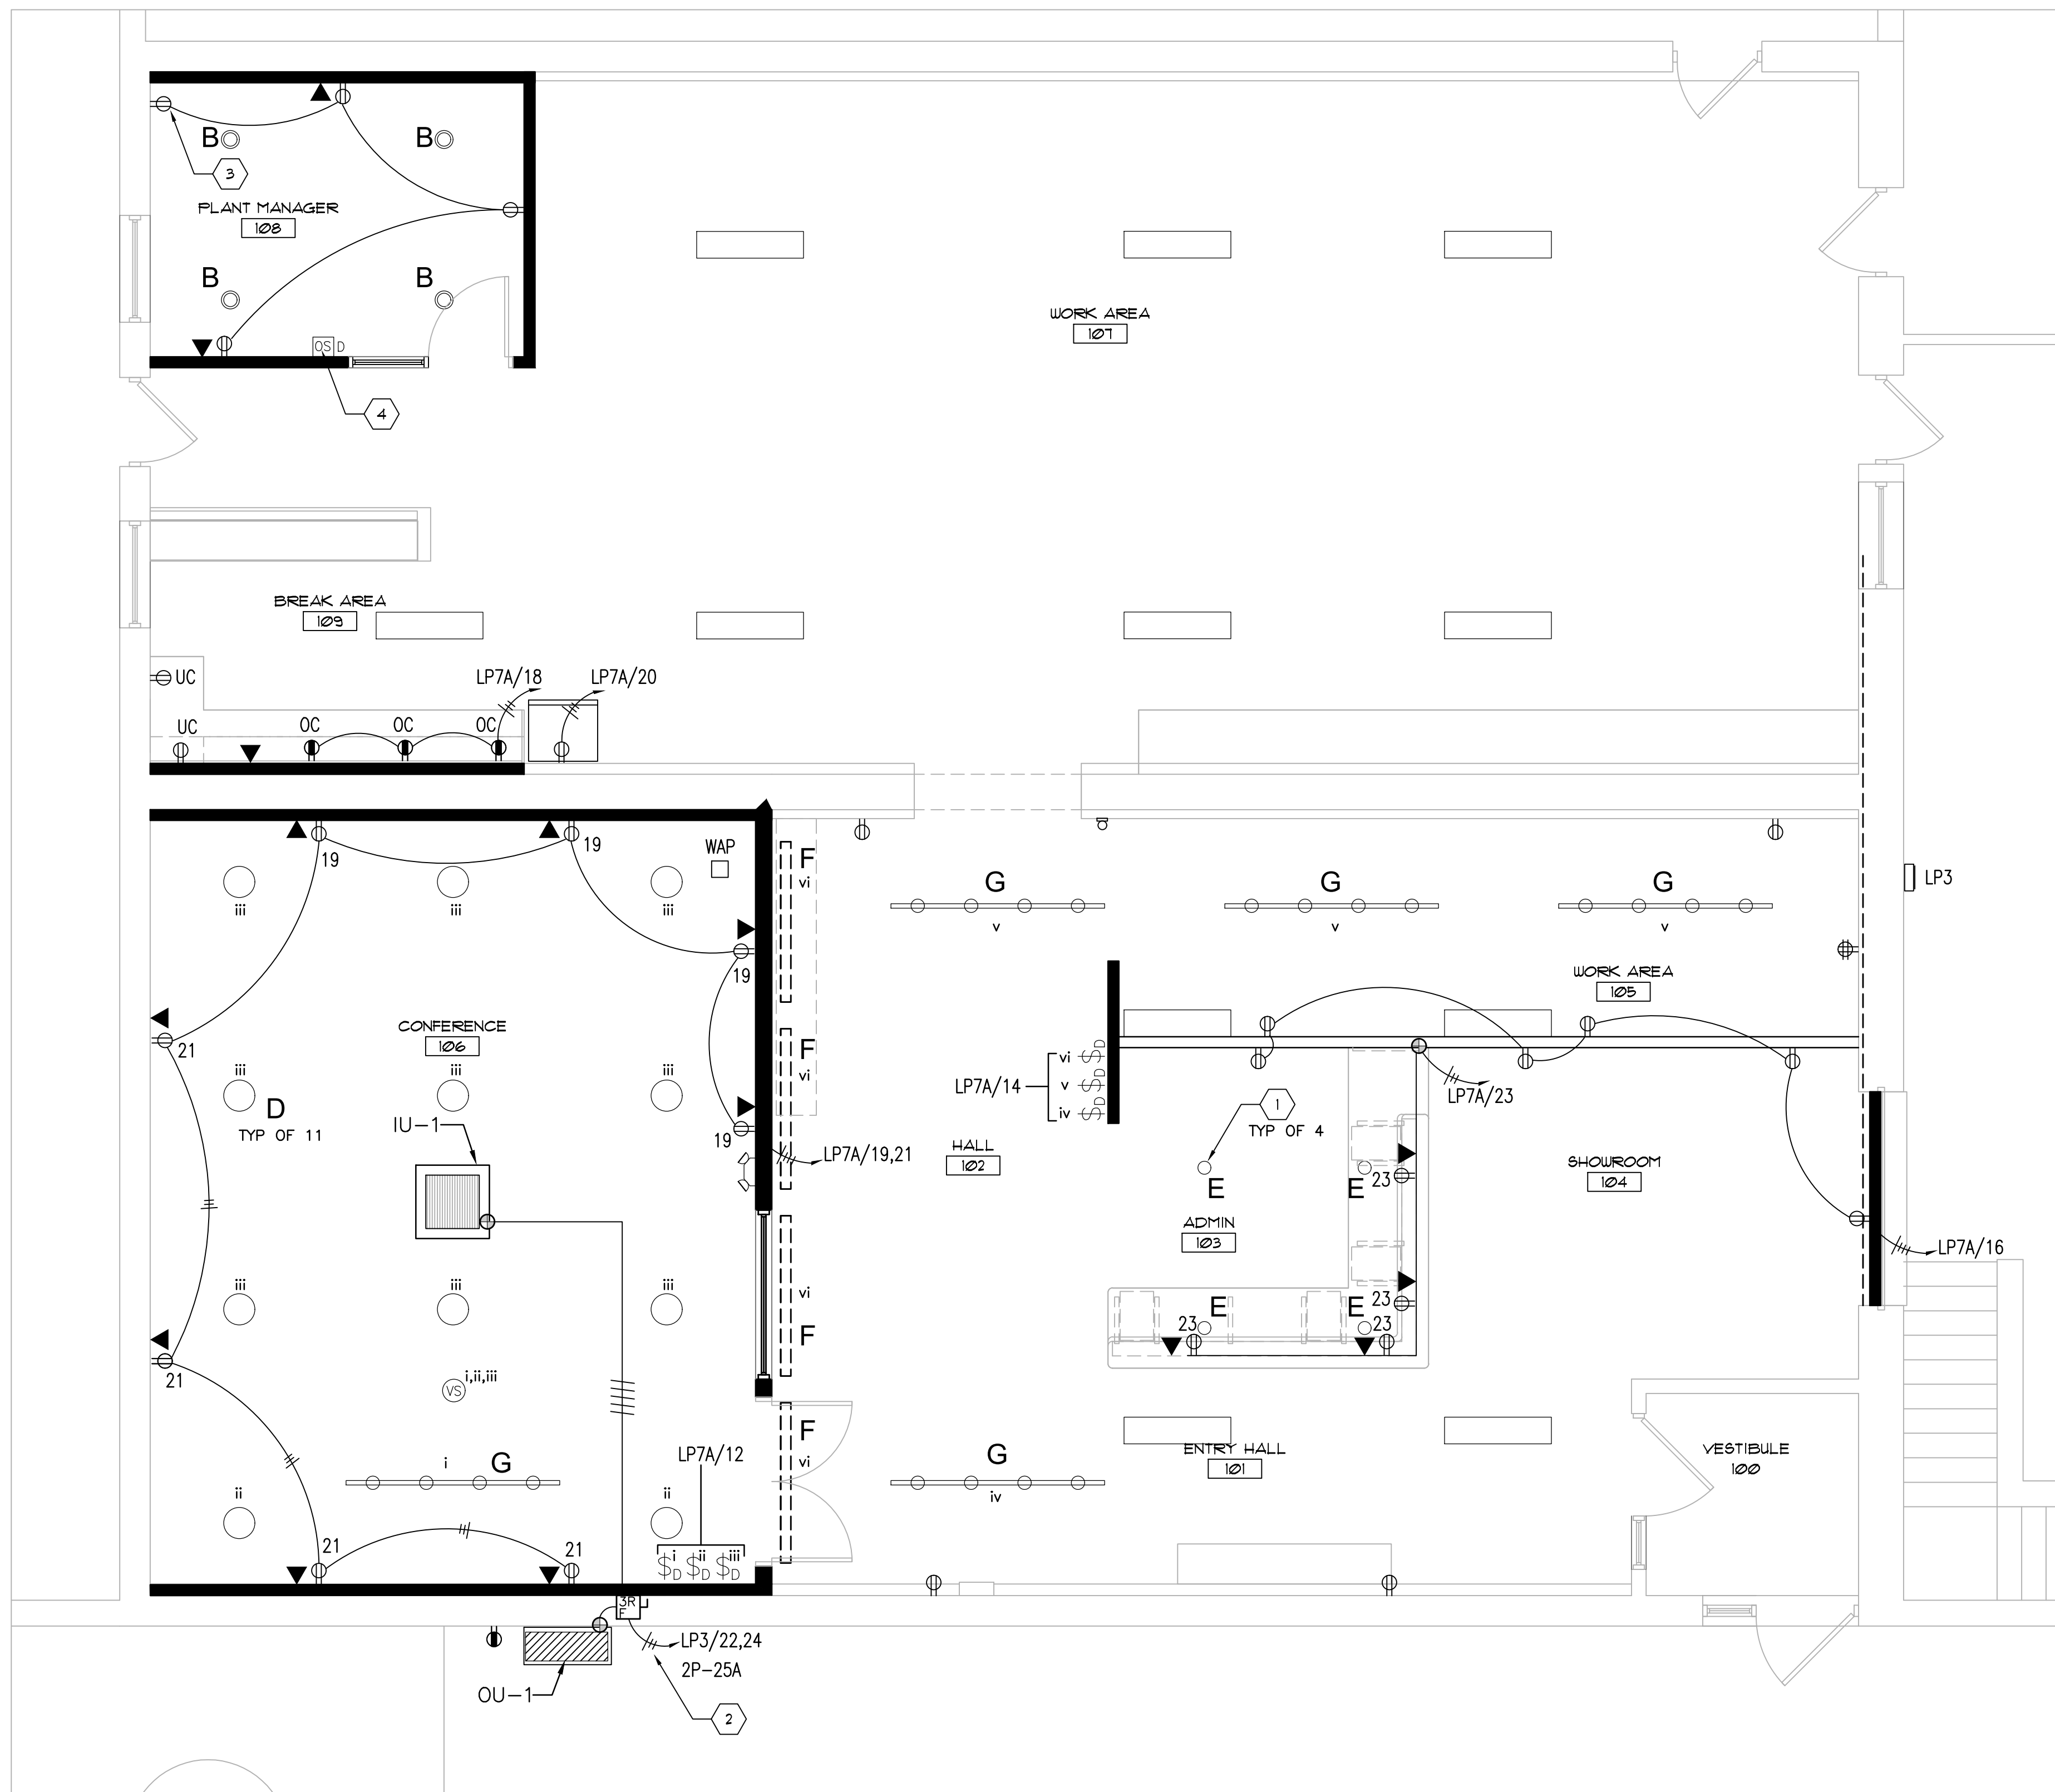 B
B
3
PLANT MANAGER
108
B
B
OS D
4
WORK AREA
107
BREAK AREA
109
UC
UC
OC
OC
OC
LP7A/18
LP7A/20
19
19
WAP
iii
iii
iii
19
CONFERENCE
106
21
iii
iii
iii
D
TYP OF 11
IU-1
19
LP7A/19,21
iii
iii
iii
21
VS
i,ii,iii
i
G
ii
ii
LP7A/12
21
21
i
ii
iii
$D
$D
$D
F
vi
F
vi
vi
F
F
vi
G
v
G
v
G
v
LP3
WORK AREA
105
LP7A/14
vi $D
v $D
iv $D
HALL
102
1
TYP OF 4
LP7A/23
E
E
23
ADMIN
103
SHOWROOM
104
LP7A/16
E
E
23
23
23
G
iv
ENTRY HALL
101
VESTIBULE
100
3R
F
LP3/22,24
2P-25A
OU-1
2